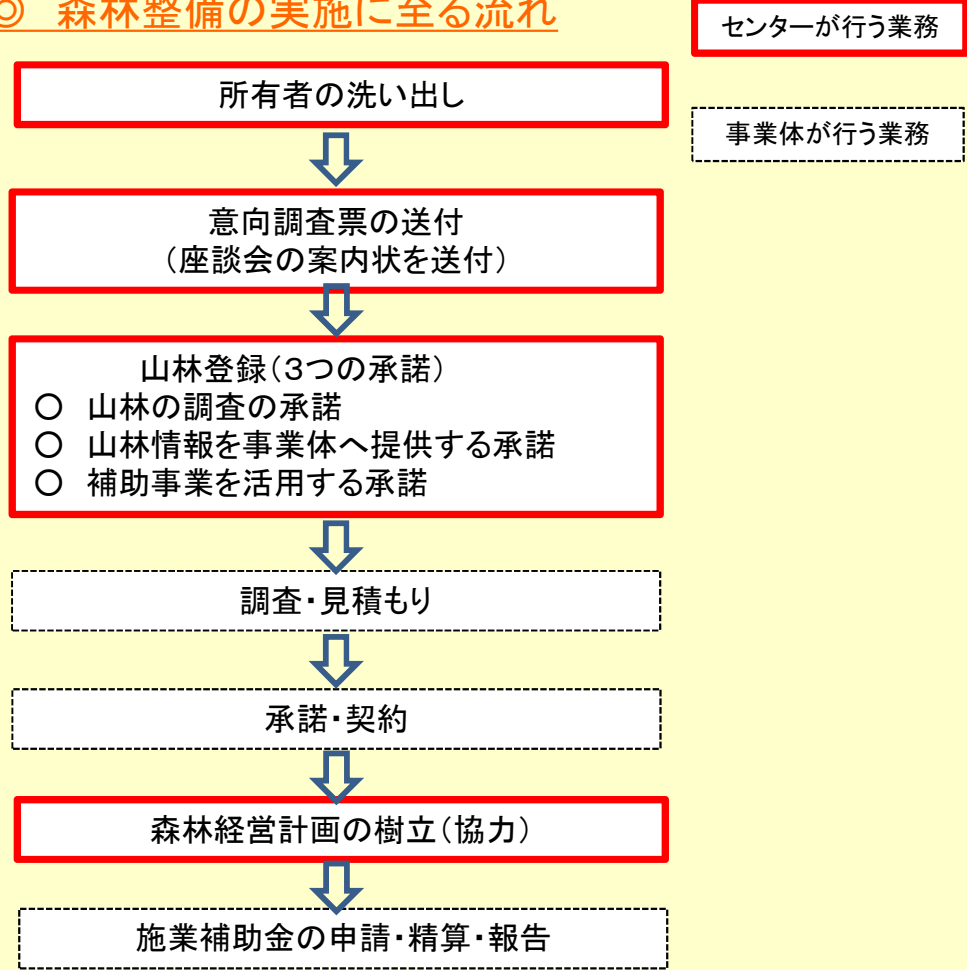 ◎ 森林整備の実施に至る流れ
センターが行う業務
事業体が行う業務
所有者の洗い出し
意向調査票の送付
(座談会の案内状を送付)
山林登録(3つの承諾)
○ 山林の調査の承諾
○ 山林情報を事業体へ提供する承諾
○ 補助事業を活用する承諾
調査・見積もり
承諾・契約
森林経営計画の樹立(協力)
施業補助金の申請・精算・報告